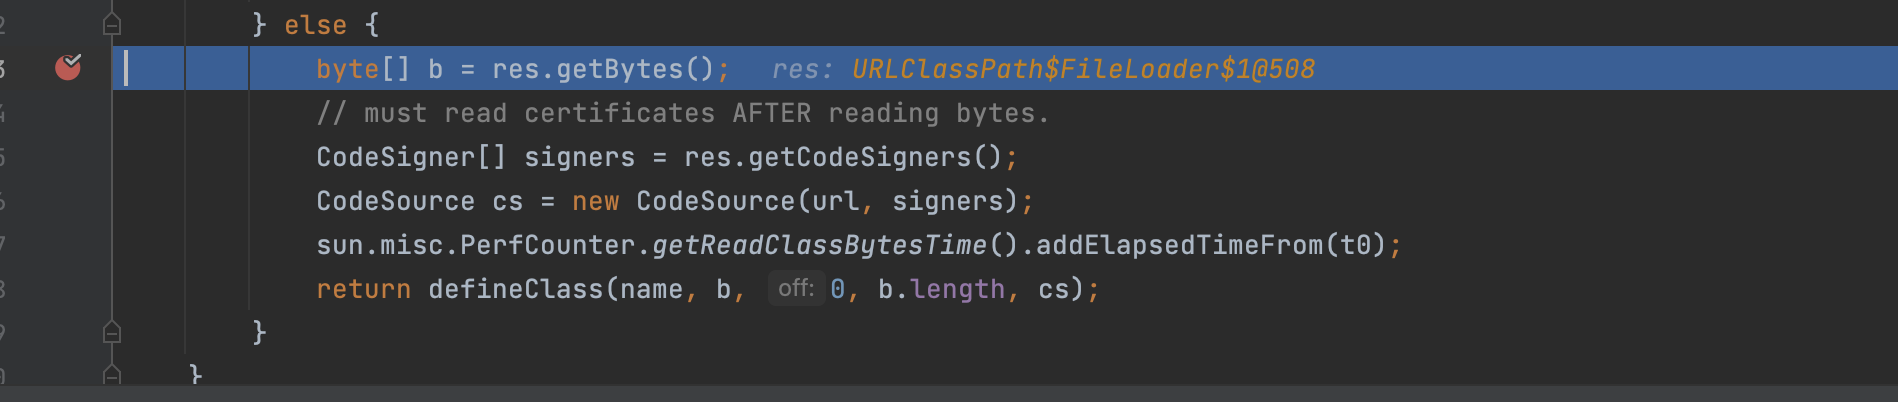 } else {
byte[] b = res.getBytes();   res: URLClassPath$FileLoader$1@508
// must read certificates AFTER reading bytes.
CodeSigner[] signers = res.getCodeSigners();
CodeSource cs = new CodeSource(url, signers);
sun.misc.PerfCounter.getReadClassBytesTime().addElapsedTimeFrom(t0);
return defineClass(name, b, off: 0, b.length, cs);
}
}